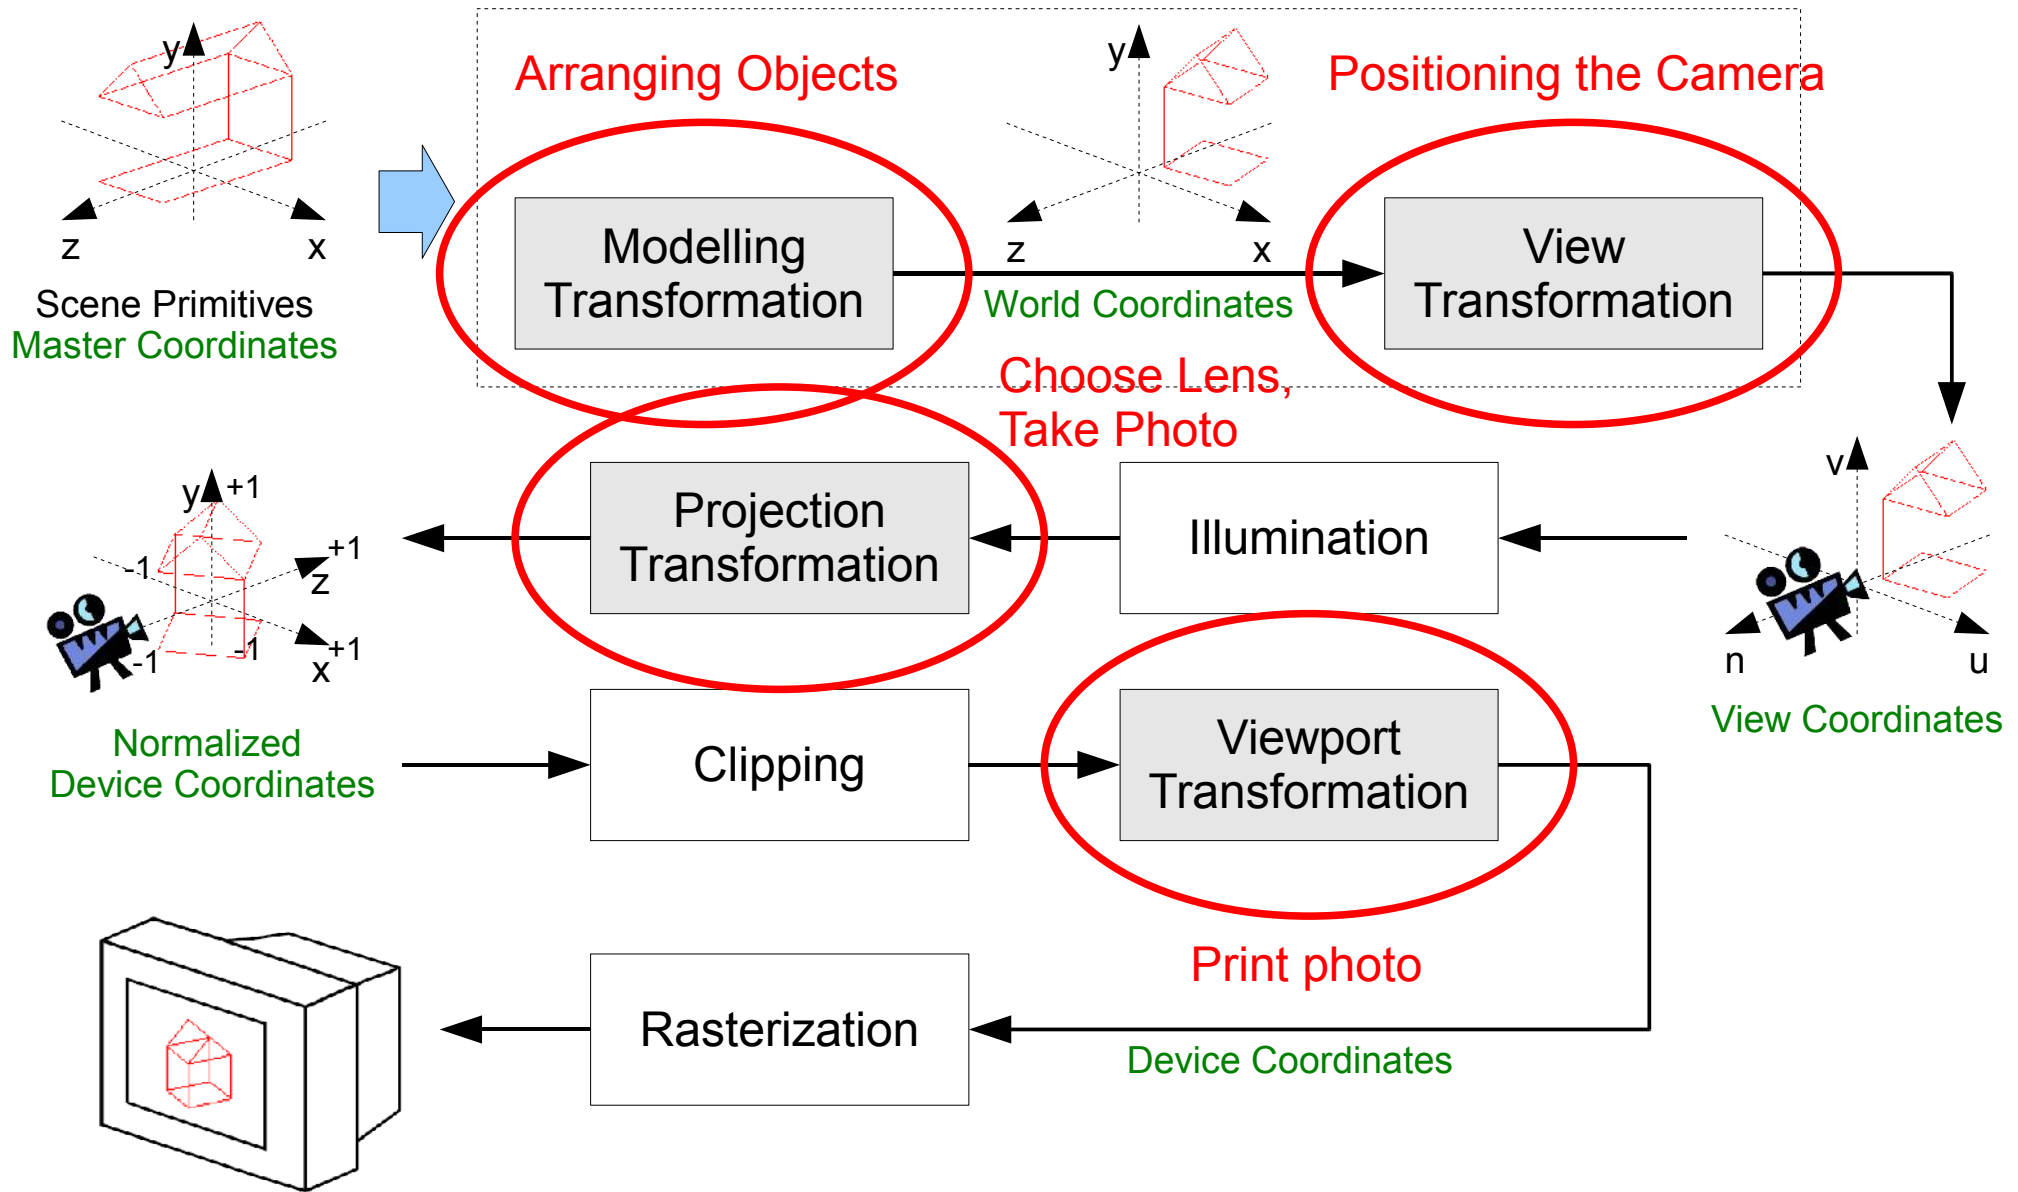 y
z
x
Scene Primitives
Master Coordinates
Arranging Objects
Modelling
Transformation
y
z
x
World Coordinates
Positioning the Camera
View
Transformation
Choose Lens,
Take Photo
y
+1
-1
+1
z
-1
-1
x
+1
Normalized
Device Coordinates
Projection
Transformation
Illumination
v
n
u
View Coordinates
Clipping
Viewport
Transformation
Print photo
Rasterization
Device Coordinates